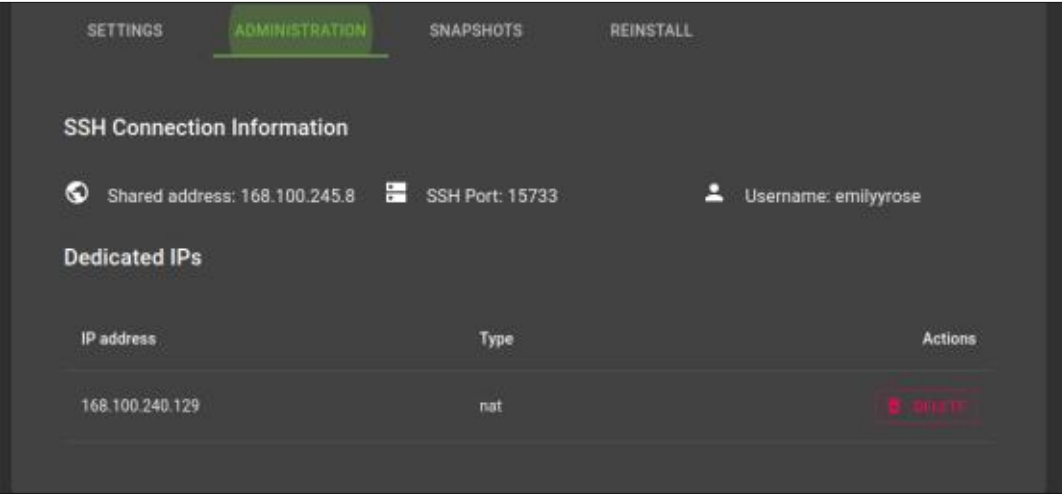 SETTINGS ADMINISTRATION SNAPSHOTS REINSTALL
SSH Connection Information
Shared address: 168.100.245.8 SSH Port: 15733 Username: emilyyrose
Dedicated IPs
IP address Type Actions
168.100.240.129 nat DELETE